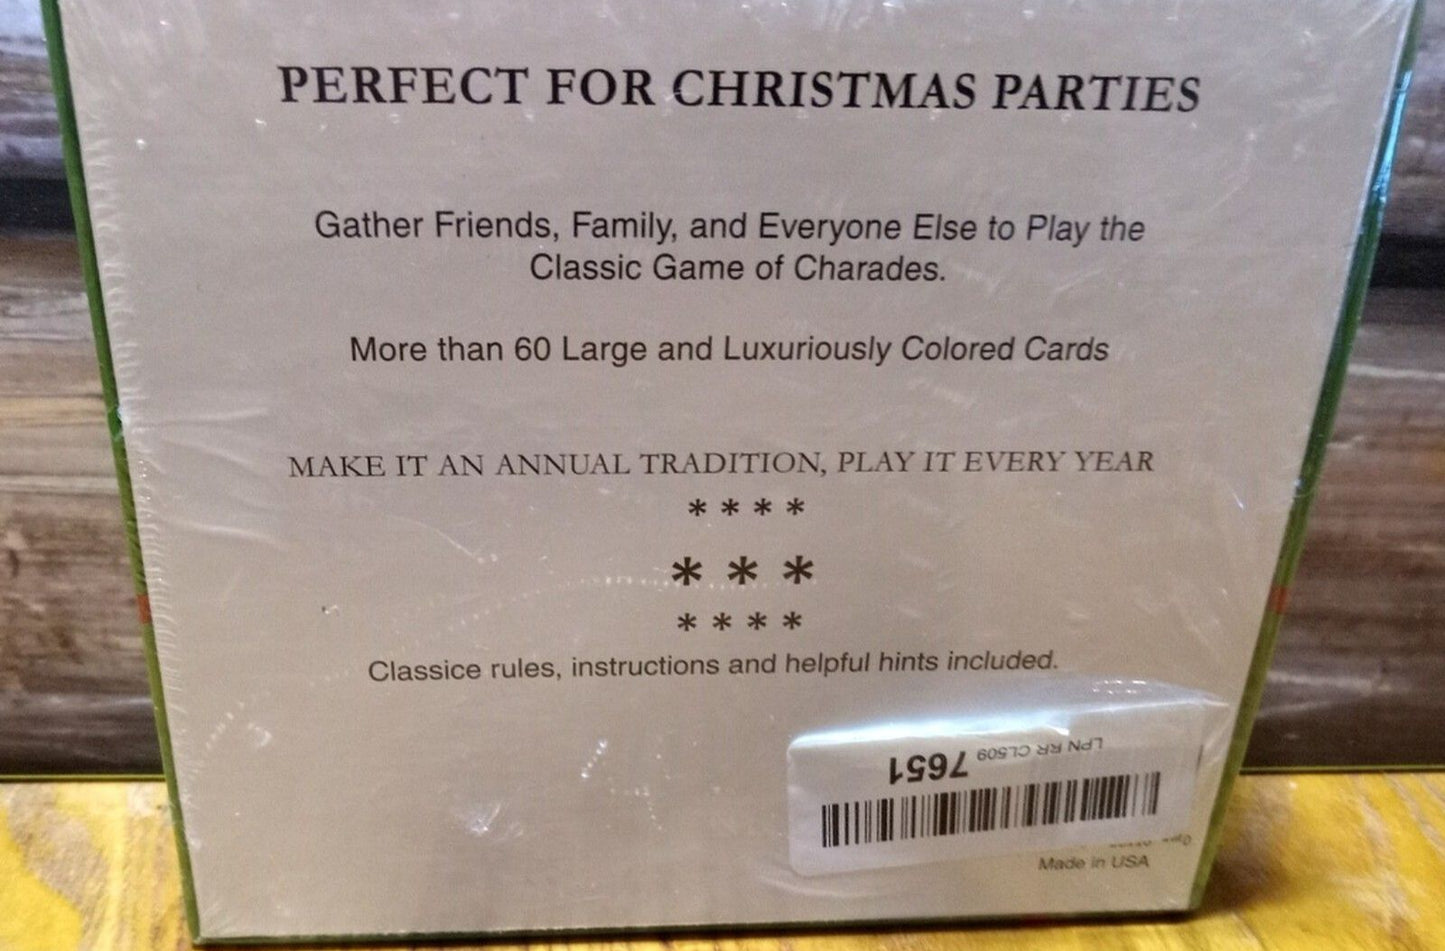 PERFECT FOR CHRISTMAS PARTIES
Gather Friends, Family, and Everyone Else to Play the
Classic Game of Charades.
More than 60 Large and Luxuriously Colored Cards
MAKE IT AN ANNUAL TRADITION, PLAY IT EVERY YEAR
* * * *
* * *
* * * *
Classice rules, instructions and helpful hints included.
LPN RR CL509 7651
Made in USA